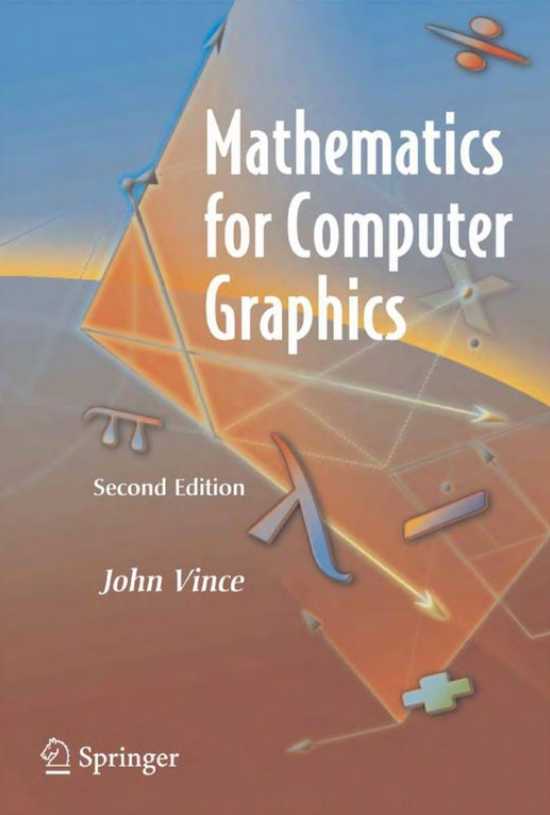 Mathematics
for Computer
Graphics
Second Edition
John Vince
Springer